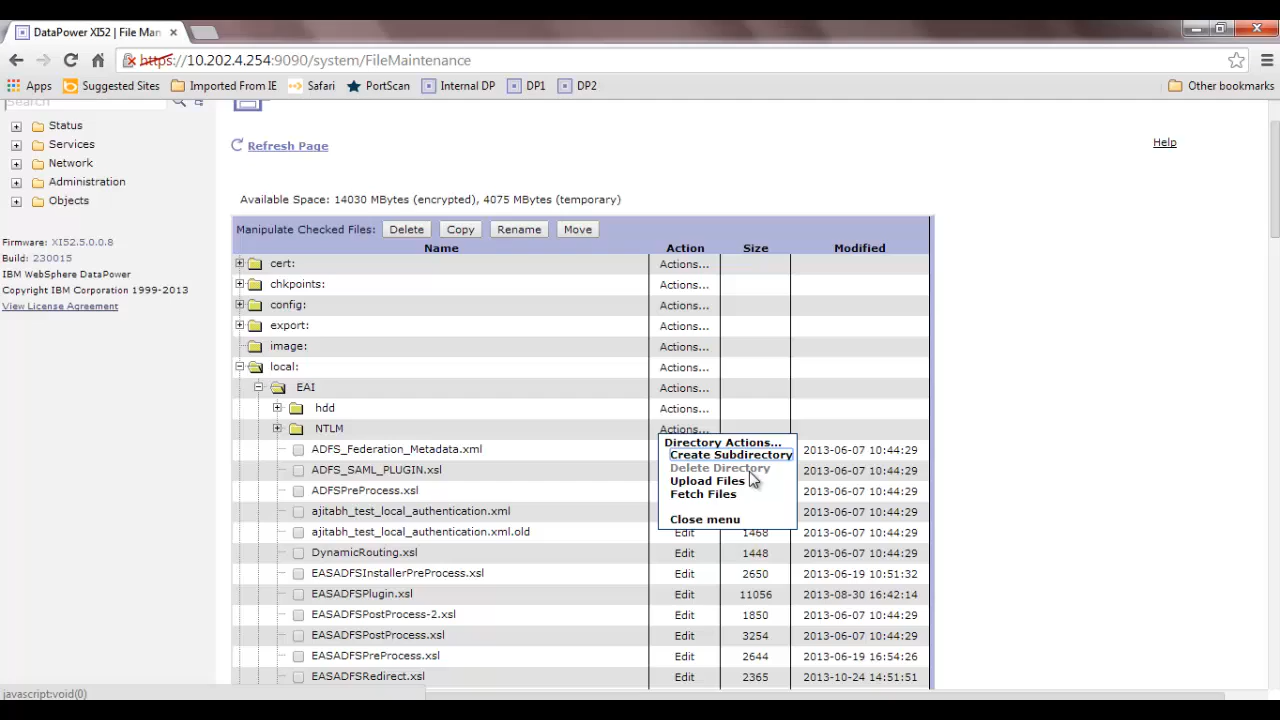 DataPower XI52 | File Man
https://10.202.4.254:9090/system/FileMaintenance
Apps Suggested Sites Imported From IE Safari PortScan Internal DP DP1 DP2 Other bookmarks
Search
Status
Services
Network
Administration
Objects
Firmware: XI52.5.0.0.8
Build: 230015
IBM WebSphere DataPower
Copyright IBM Corporation 1999-2013
View License Agreement
Refresh Page
Help
Available Space: 14030 MBytes (encrypted), 4075 MBytes (temporary)
Manipulate Checked Files: Delete Copy Rename Move
Name Action Size Modified
cert: Actions...
chkpoints: Actions...
config: Actions...
export: Actions...
image: Actions...
local: Actions...
EAI Actions...
hdd Actions...
NTLM Actions...
Directory Actions...
Create Subdirectory
Delete Directory
Upload Files
Fetch Files
Close menu
ADFS_Federation_Metadata.xml 2013-06-07 10:44:29
ADFS_SAML_PLUGIN.xsl 2013-06-07 10:44:29
ADFSPreProcess.xsl 2013-06-07 10:44:29
ajitabh_test_local_authentication.xml 2013-06-07 10:44:29
ajitabh_test_local_authentication.xml.old Edit 1468 2013-06-07 10:44:29
DynamicRouting.xsl Edit 1448 2013-06-07 10:44:29
EASADFSInstallerPreProcess.xsl Edit 2650 2013-06-19 10:51:32
EASADFSPlugin.xsl Edit 11056 2013-08-30 16:42:14
EASADFSPostProcess-2.xsl Edit 1850 2013-06-07 10:44:29
EASADFSPostProcess.xsl Edit 3254 2013-06-07 10:44:29
EASADFSPreProcess.xsl Edit 2644 2013-06-19 16:54:26
EASADFSRedirect.xsl Edit 2365 2013-10-24 14:51:51
javascript:void(0)